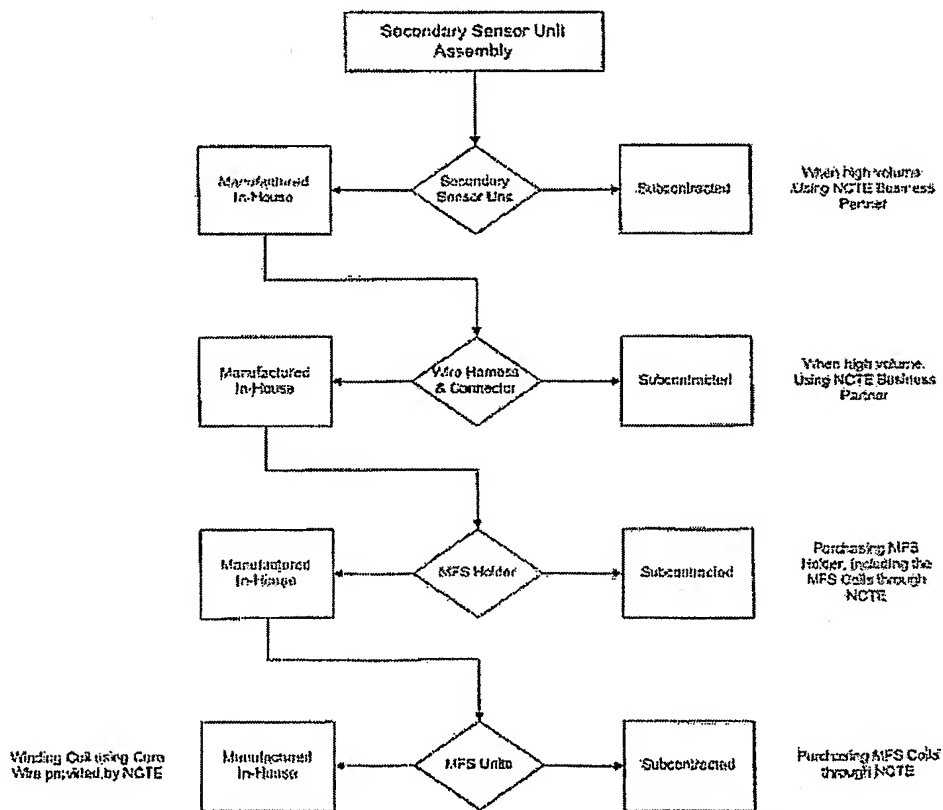 Secondary Sensor Unit
Assembly
Manufactured
In-House
Secondary
Sensor Unit
Subcontracted
When high volume
Using NCTE Business
Partner
Manufactured
In-House
Wire Harness
& Connector
Subcontracted
When high volume.
Using NCTE Business
Partner
Manufactured
In-House
MFS Holder
Subcontracted
Purchasing MFS
Holder, including the
MFS Coils through
NCTE
Winding Coil using Core
Wire provided by NCTE
Manufactured
In-House
MFS Units
Subcontracted
Purchasing MFS Coils
through NCTE